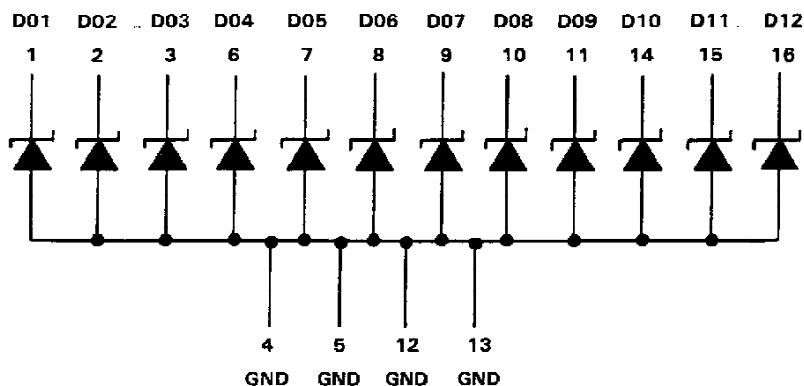 D01 D02 D03 D04 D05 D06 D07 D08 D09 D10 D11 D12
1 2 3 6 7 8 9 10 11 14 15 16
4 5 12 13
GND GND GND GND